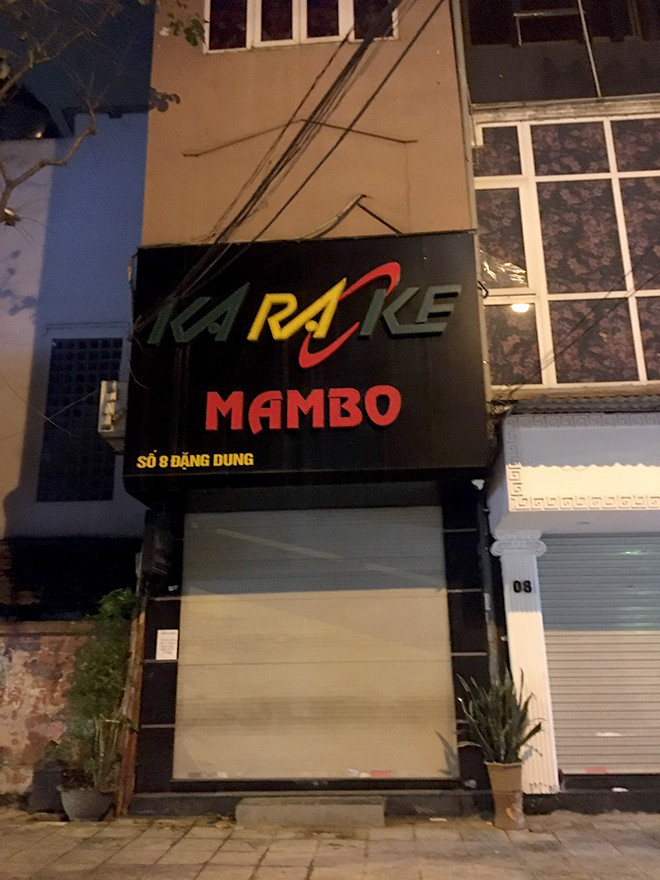 KARAOKE
MAMBO
SỐ 8 ĐẶNG DUNG
08